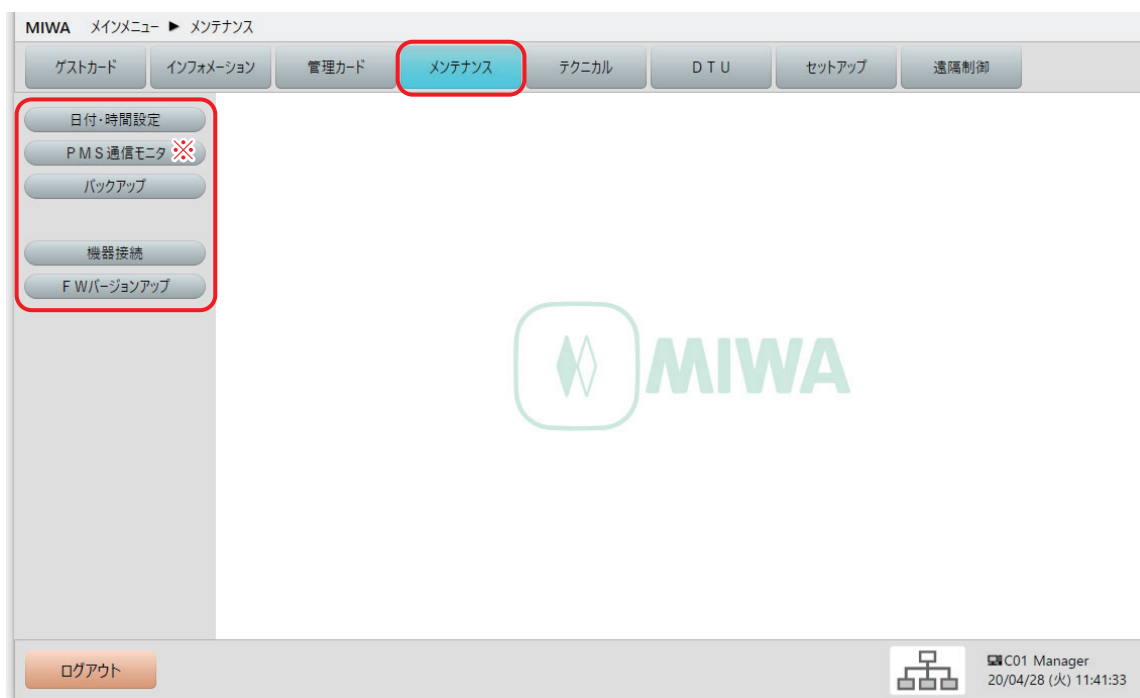 MIWA メインメニュー ▶ メンテナンス
ゲストカード インフォメーション 管理カード メンテナンス テクニカル DTU セットアップ 遠隔制御
日付・時間設定
PMS通信モニタ ※
バックアップ
機器接続
FWバージョンアップ
MIWA
ログアウト
C01 Manager
20/04/28 (火) 11:41:33